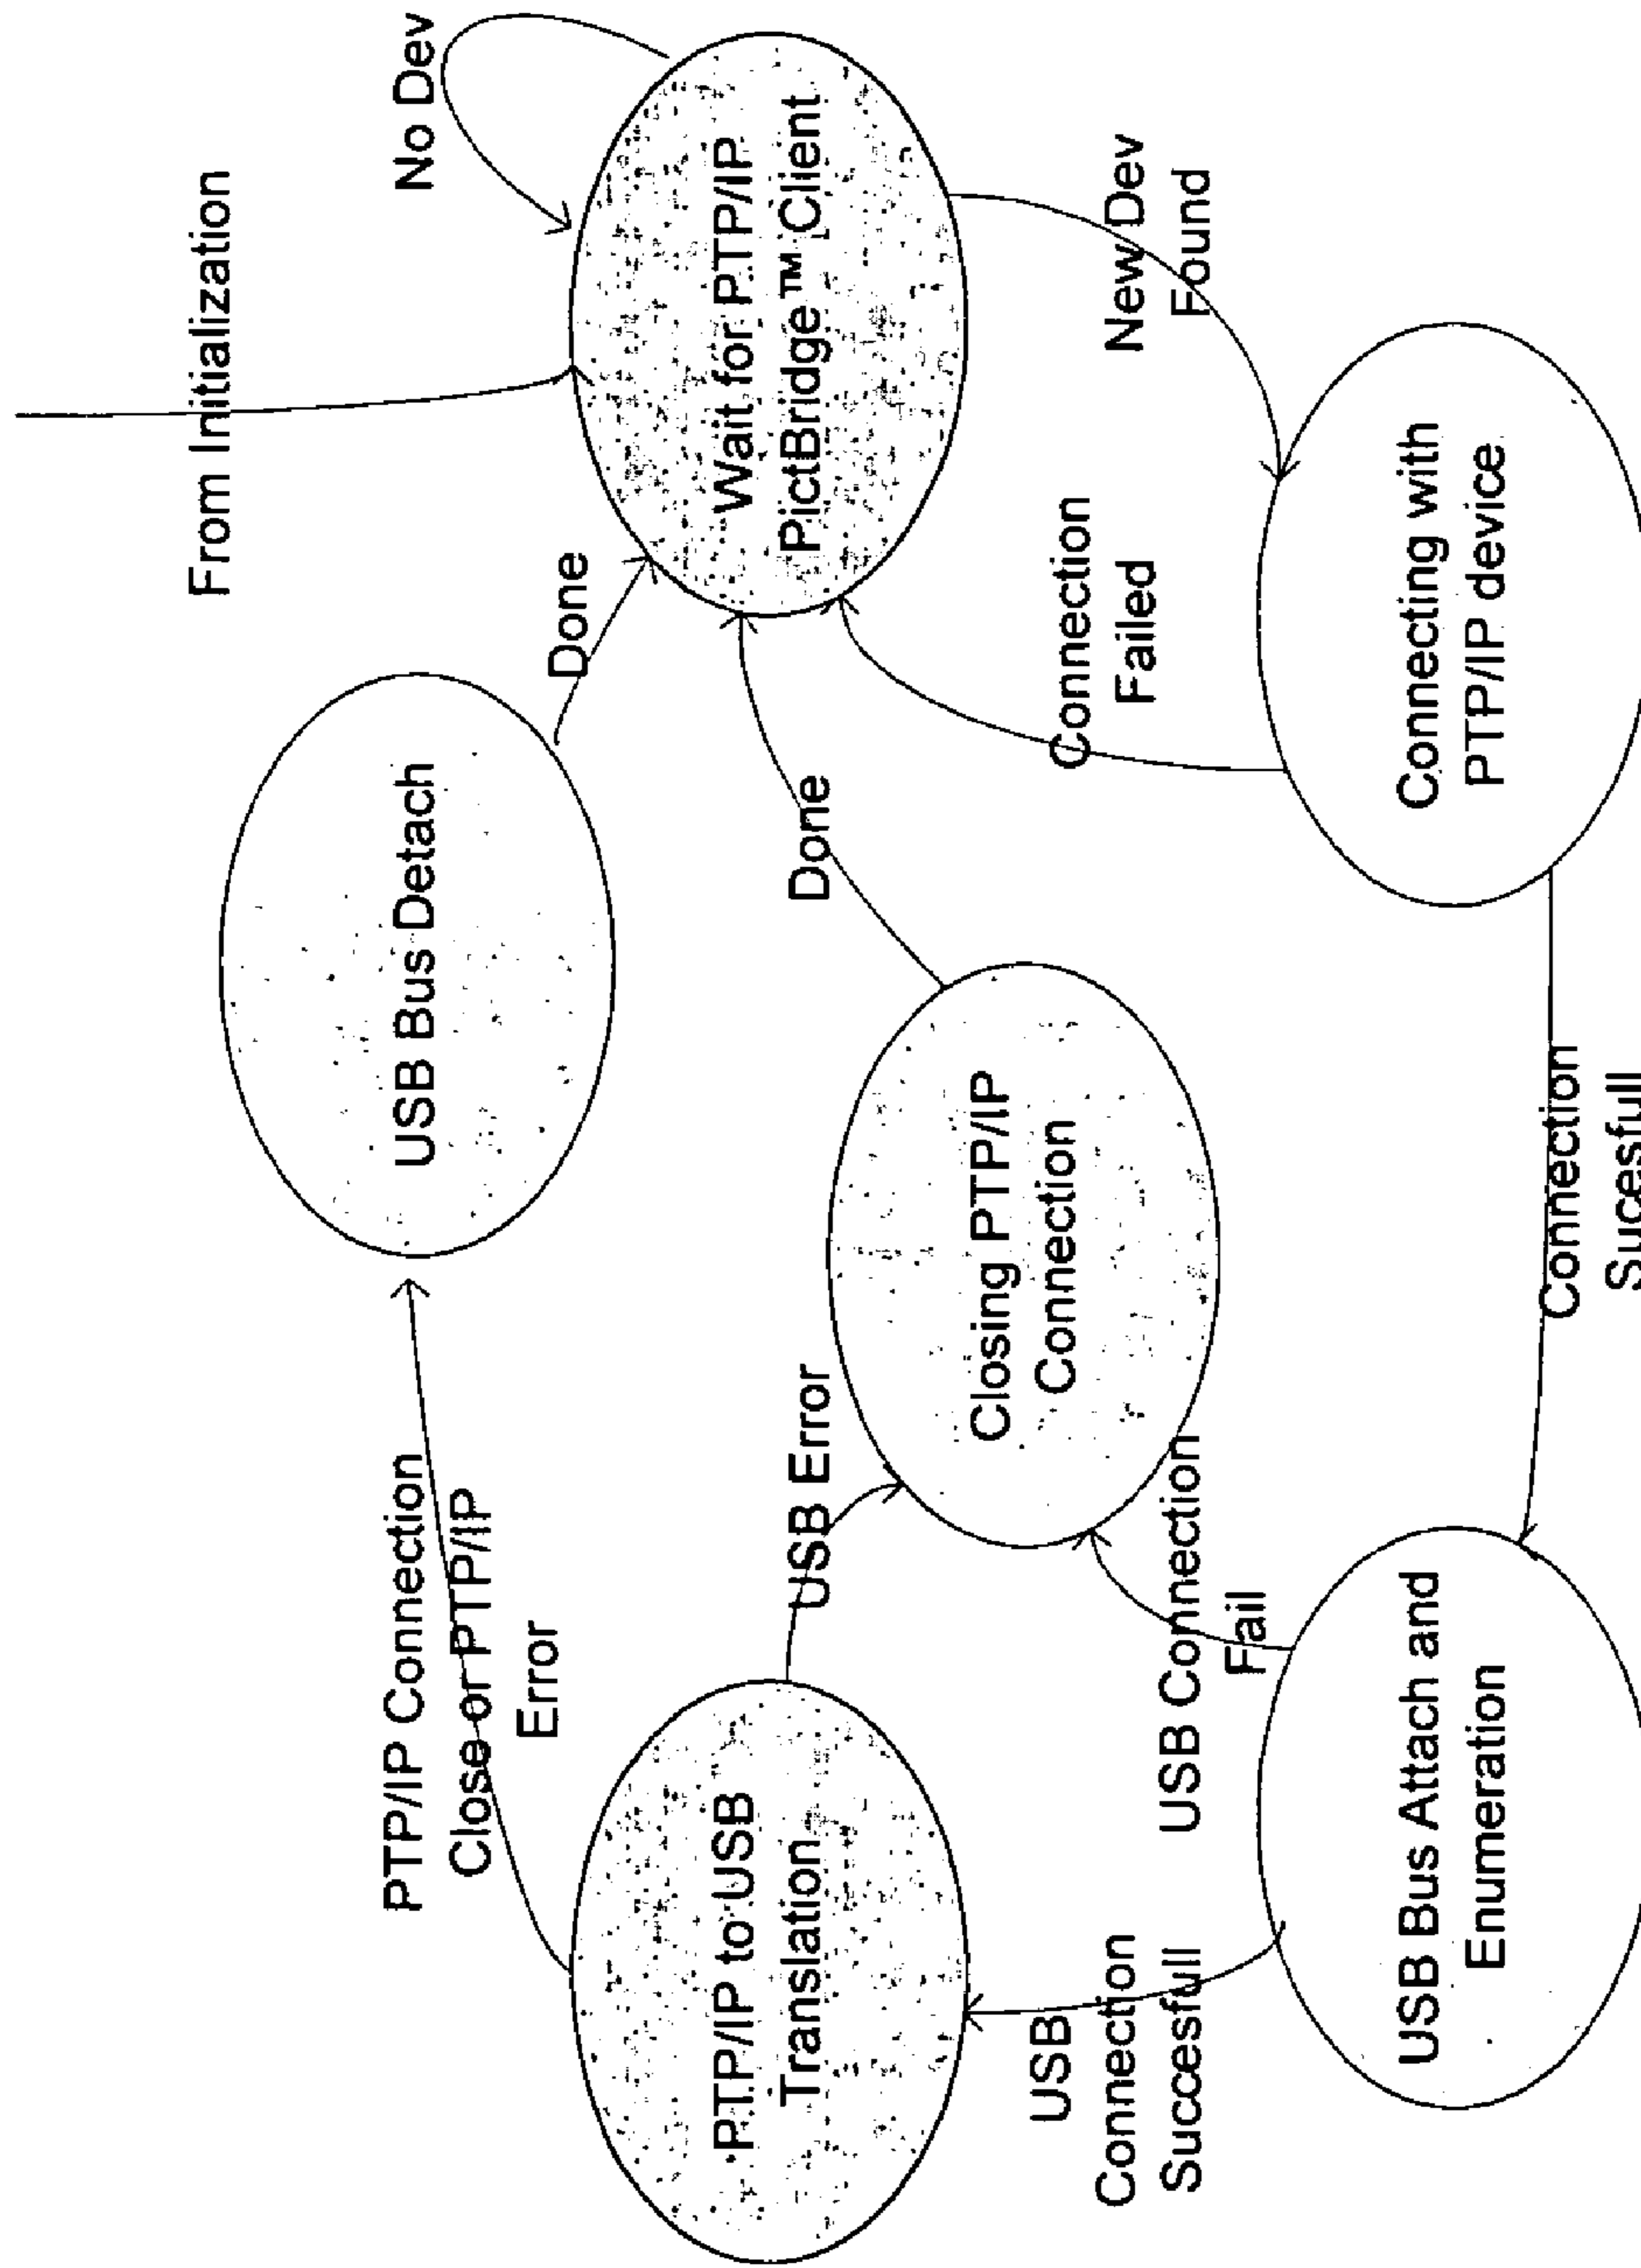 From Initialization
No Dev
Wait for PTP/IP
PictBridge™ Client
Done
USB Bus Detach
PTP/IP Connection
Close or PTP/IP
Error
PTP/IP to USB
Translation
USB Error
Closing PTP/IP
Connection
Done
New Dev
Found
Connection
Failed
Connecting with
PTP/IP device
Connection
Sucesfull
USB Connection
Fail
USB
Connection
Successfull
USB Bus Attach and
Enumeration